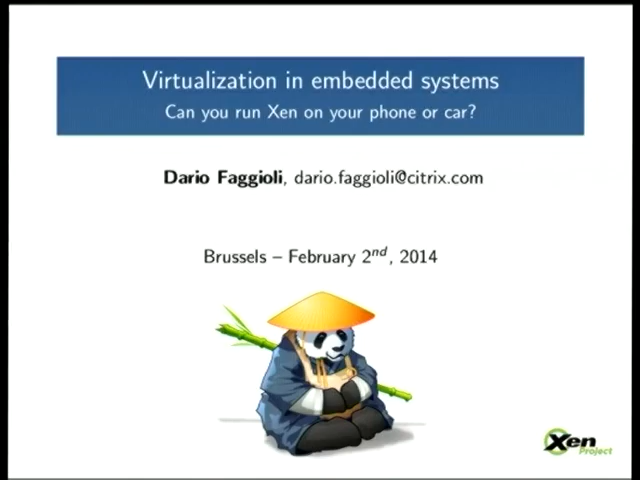 Virtualization in embedded systems
Can you run Xen on your phone or car?
Dario Faggioli, dario.faggioli@citrix.com
Brussels – February 2nd, 2014
Xen
Project